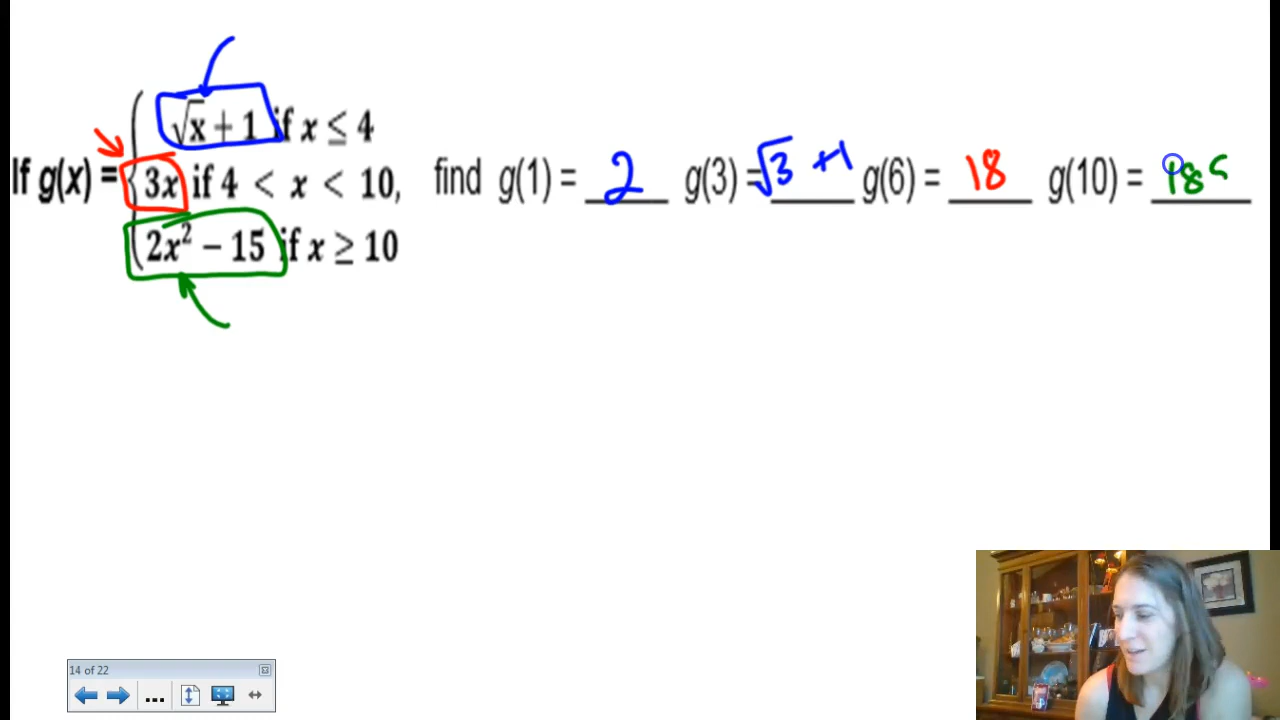 √x + 1 if x ≤ 4
If g(x) = { 3x if 4 < x < 10, find g(1) = 2 g(3) = √3 +1 g(6) = 18 g(10) = 185
2x² − 15 if x ≥ 10
14 of 22
...